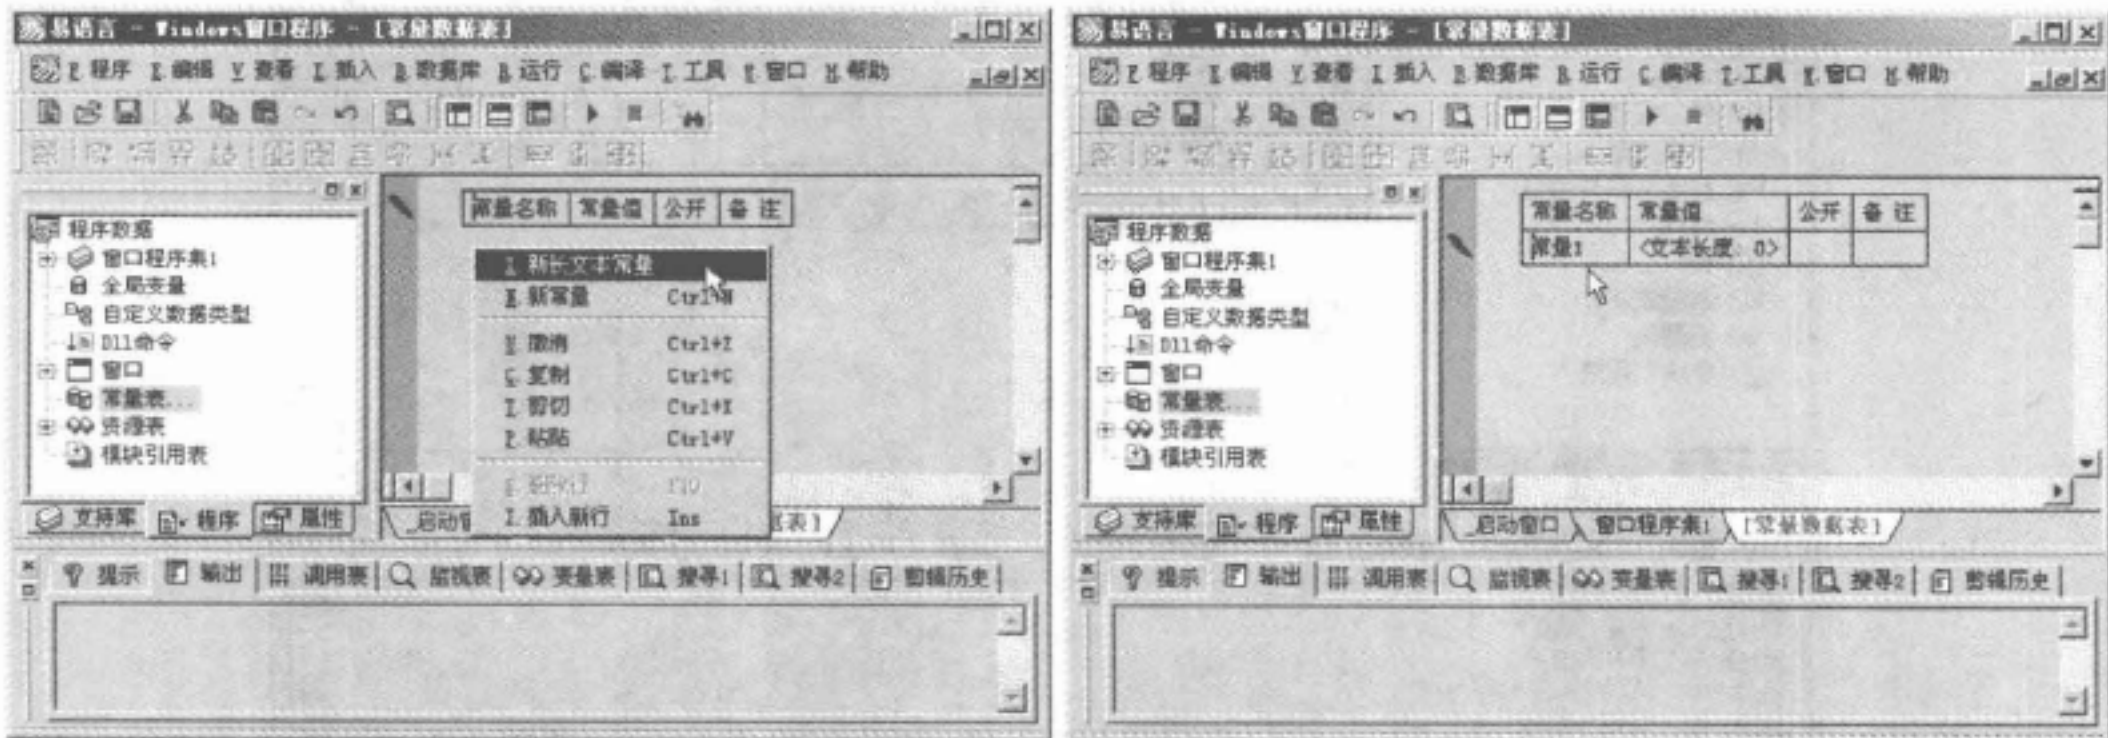 易语言 - Windows窗口程序 - [常量数据表]
程序 E.编辑 V.查看 I.插入 B.数据库 R.运行 C.编译 T.工具 窗口 H.帮助
常量名称 常量值 公开 备注
程序数据
窗口程序集1
全局变量
自定义数据类型
Dll命令
窗口
常量表...
资源表
模块引用表
新长文本常量
N.新常量 Ctrl+N
U.撤消 Ctrl+Z
C.复制 Ctrl+C
T.剪切 Ctrl+X
P.粘贴 Ctrl+V
I.插入新行 Ins
支持库 程序 属性
_启动窗
表]
提示 输出 调用表 监视表 变量表 搜寻1 搜寻2 剪辑历史
易语言 - Windows窗口程序 - [常量数据表]
程序 E.编辑 V.查看 I.插入 B.数据库 R.运行 C.编译 T.工具 窗口 H.帮助
常量名称 常量值 公开 备注
常量1 <文本长度: 0>
程序数据
窗口程序集1
全局变量
自定义数据类型
Dll命令
窗口
常量表...
资源表
模块引用表
支持库 程序 属性
_启动窗口 窗口程序集1 [常量数据表]
提示 输出 调用表 监视表 变量表 搜寻1 搜寻2 剪辑历史